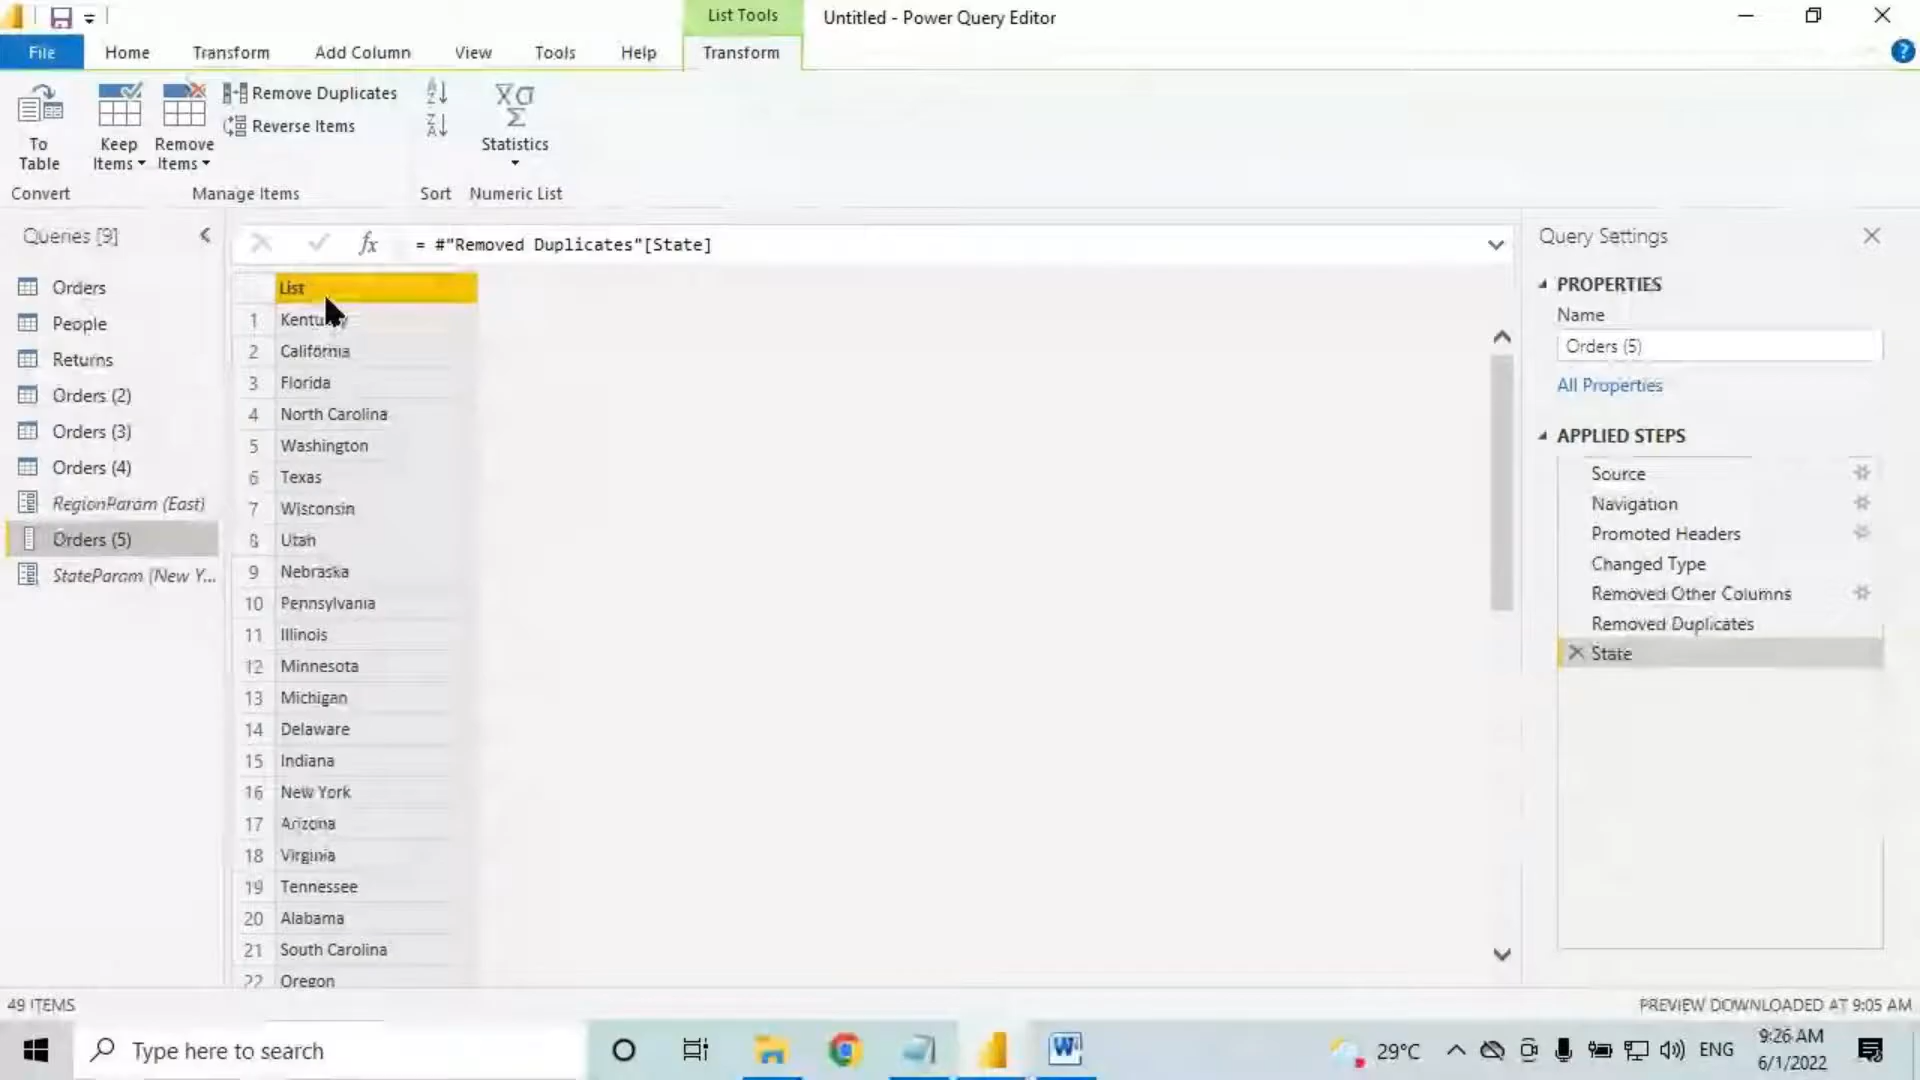 List Tools
Untitled - Power Query Editor
File
Home
Transform
Add Column
View
Tools
Help
Transform
To Table
Keep Items
Remove Items
Remove Duplicates
Reverse Items
Statistics
Convert
Manage Items
Sort
Numeric List
Queries [9]
= #"Removed Duplicates"[State]
Query Settings
Orders
People
Returns
Orders (2)
Orders (3)
Orders (4)
RegionParam (East)
Orders (5)
StateParam (New Y...
List
1 Kentucky
2 California
3 Florida
4 North Carolina
5 Washington
6 Texas
7 Wisconsin
8 Utah
9 Nebraska
10 Pennsylvania
11 Illinois
12 Minnesota
13 Michigan
14 Delaware
15 Indiana
16 New York
17 Arizona
18 Virginia
19 Tennessee
20 Alabama
21 South Carolina
22 Oregon
PROPERTIES
Name
Orders (5)
All Properties
APPLIED STEPS
Source
Navigation
Promoted Headers
Changed Type
Removed Other Columns
Removed Duplicates
State
49 ITEMS
PREVIEW DOWNLOADED AT 9:05 AM
Type here to search
29°C
ENG
9:26 AM
6/1/2022